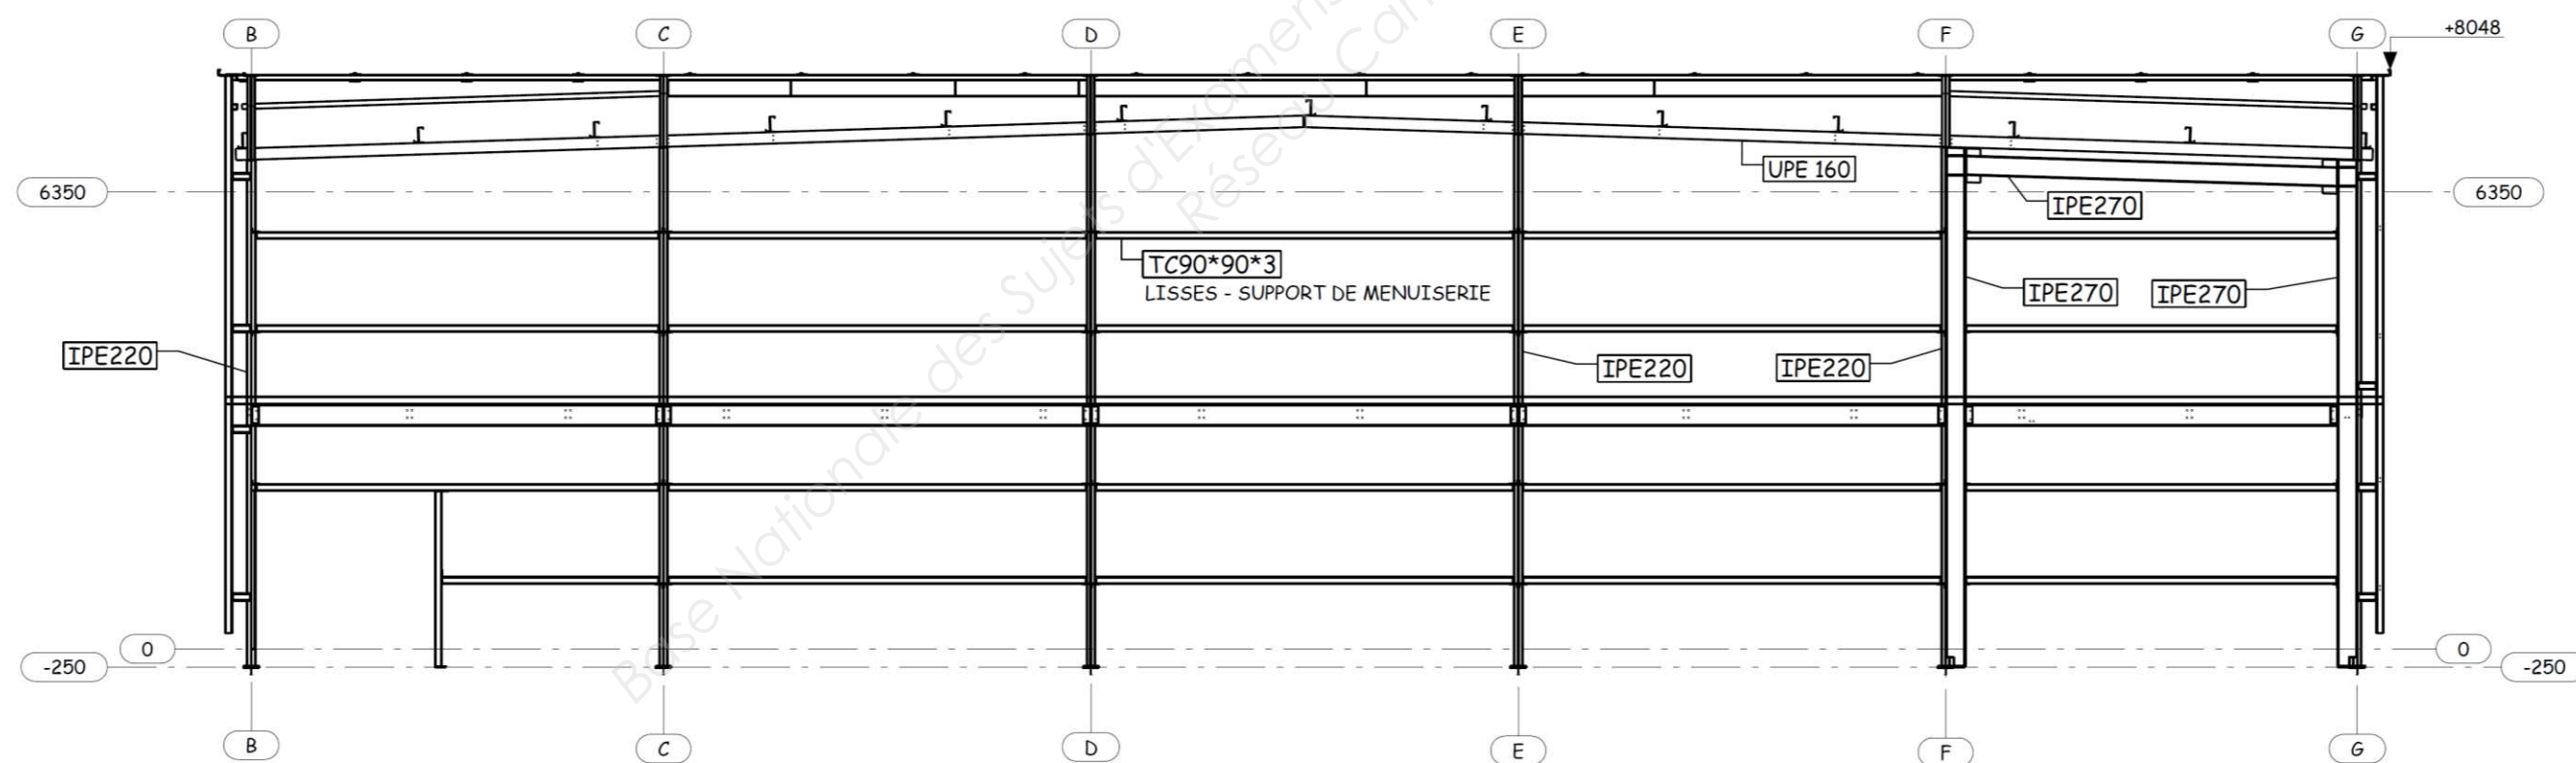 B C D E F G
+8048
UPE 160
6350
6350
IPE270
TC90*90*3
LISSES - SUPPORT DE MENUISERIE
IPE270
IPE270
IPE220
IPE220
IPE220
0
0
-250
-250
B C D E F G
Base Nationale des Sujets d'Examens
Réseau Can